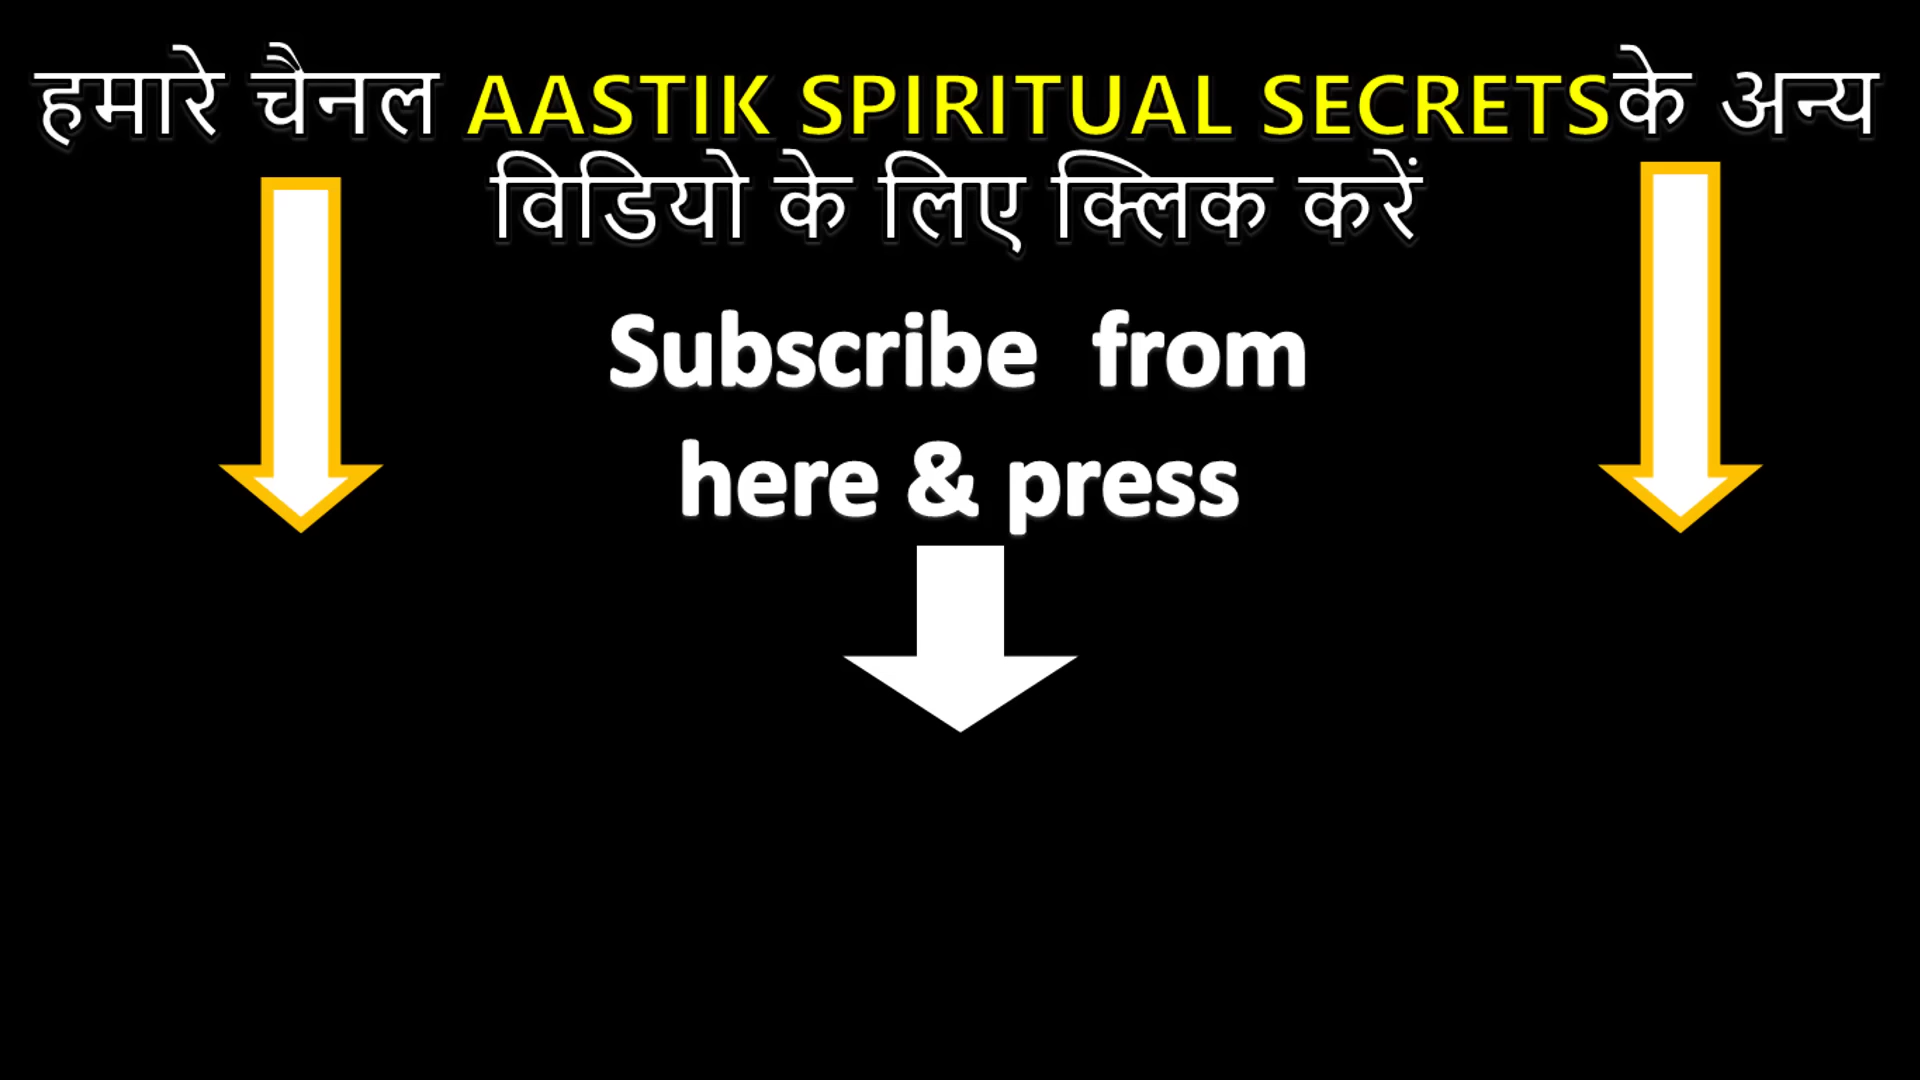 हमारे चैनल AASTIK SPIRITUAL SECRETSके अन्य
विडियो के लिए क्लिक करें
Subscribe from
here & press